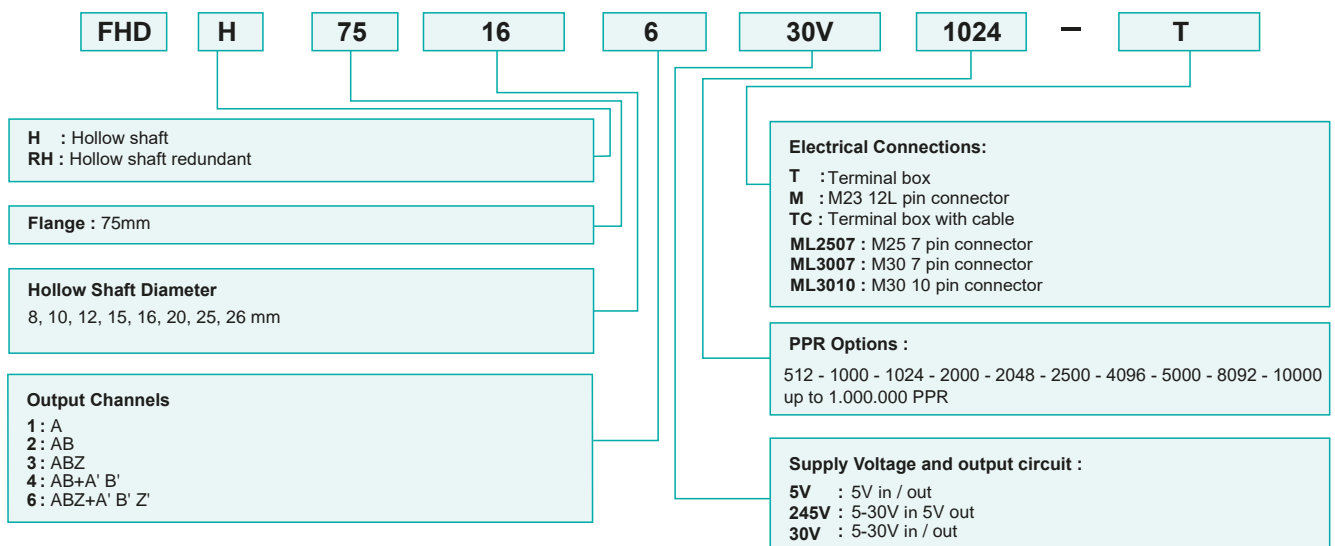 FHD H 75 16 6 30V 1024 – T
H : Hollow shaft
RH : Hollow shaft redundant
Flange : 75mm
Hollow Shaft Diameter
8, 10, 12, 15, 16, 20, 25, 26 mm
Output Channels
1 : A
2 : AB
3 : ABZ
4 : AB+A' B'
6 : ABZ+A' B' Z'
Electrical Connections:
T : Terminal box
M : M23 12L pin connector
TC : Terminal box with cable
ML2507 : M25 7 pin connector
ML3007 : M30 7 pin connector
ML3010 : M30 10 pin connector
PPR Options :
512 - 1000 - 1024 - 2000 - 2048 - 2500 - 4096 - 5000 - 8092 - 10000
up to 1.000.000 PPR
Supply Voltage and output circuit :
5V : 5V in / out
245V : 5-30V in 5V out
30V : 5-30V in / out